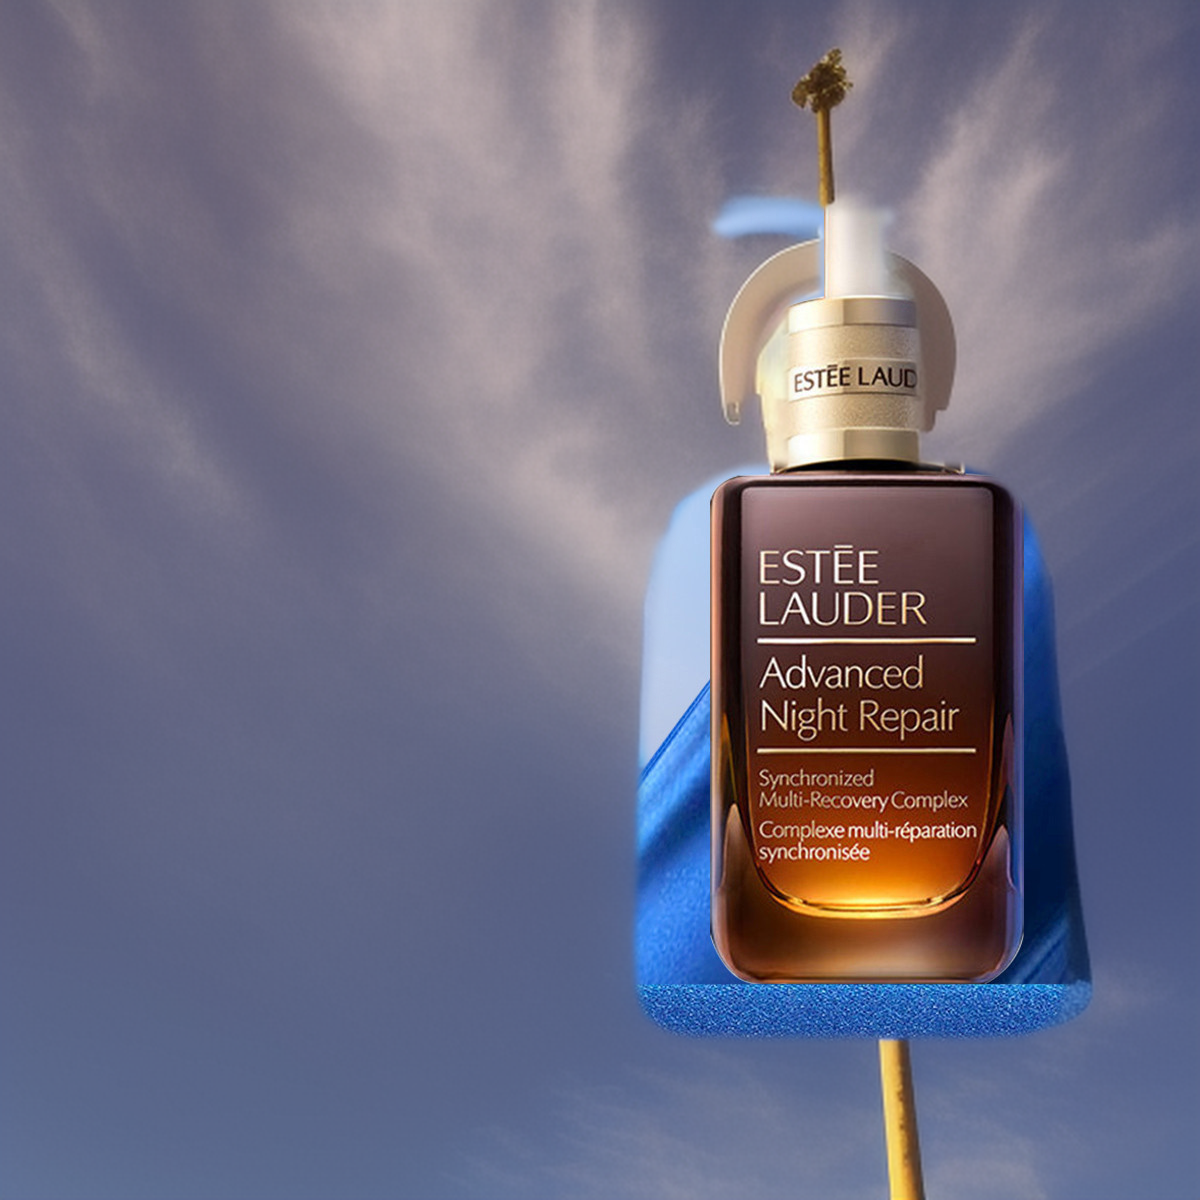 ESTĒE LAUD
ESTĒE
LAUDER
Advanced
Night Repair
Synchronized
Multi-Recovery Complex
Complexe multi-réparation
synchronisée